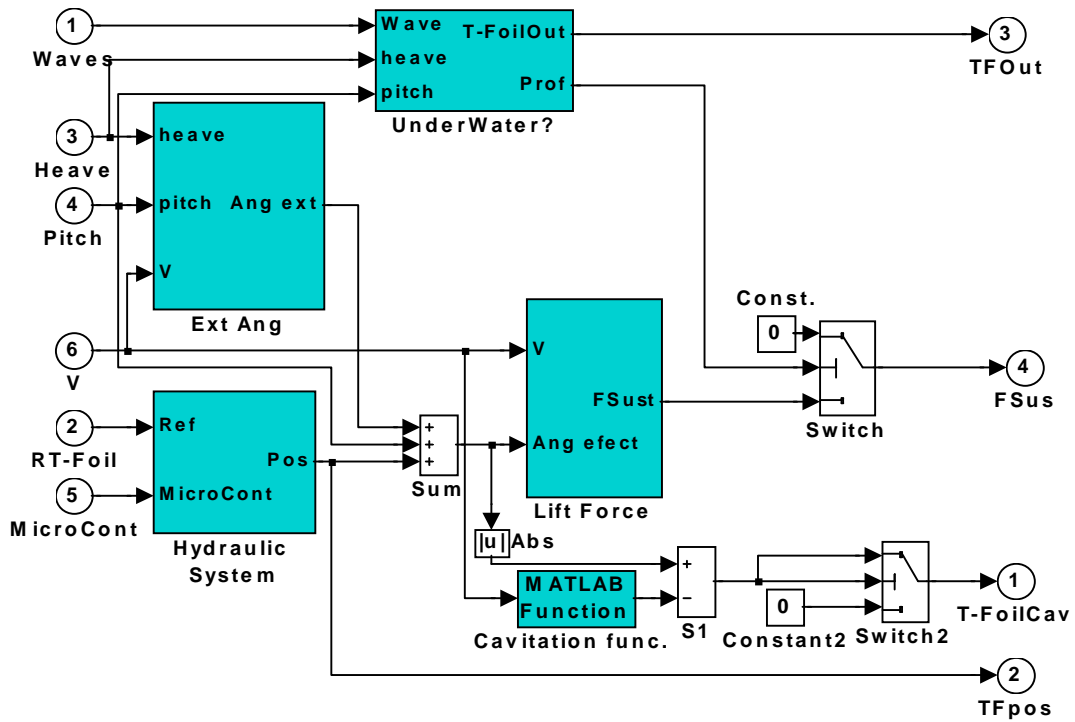 1
Waves
Wave
heave
pitch
T-FoilOut
Prof
UnderWater?
3
TFOut
3
Heave
4
Pitch
heave
pitch
V
Ang ext
Ext Ang
6
V
2
RT-Foil
5
MicroCont
Ref
MicroCont
Pos
Hydraulic
System
+
+
+
Sum
V
Ang efect
FSust
Lift Force
Const.
0
Switch
4
FSus
|u|
Abs
MATLAB
Function
Cavitation func.
+
−
S1
0
Constant2
Switch2
1
T-FoilCav
2
TFpos